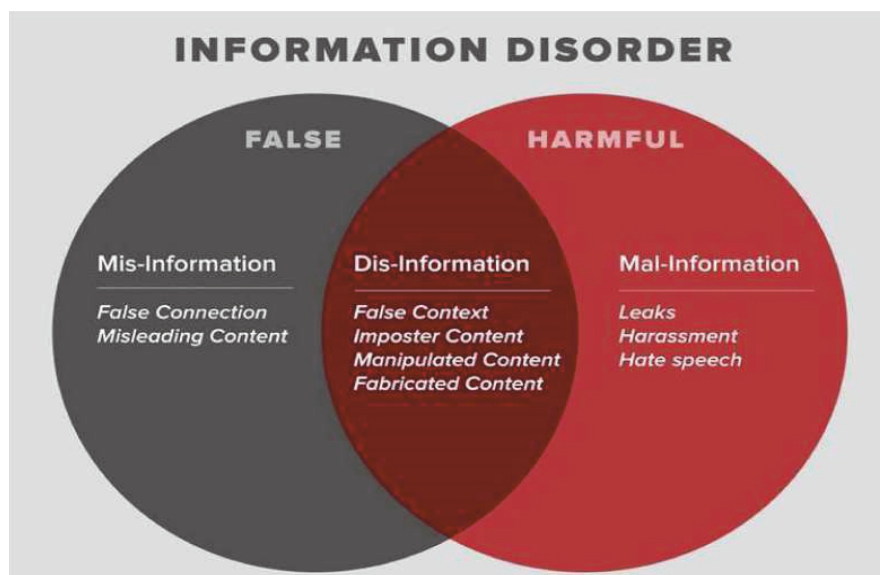 INFORMATION DISORDER
FALSE
HARMFUL
Mis-Information
False Connection
Misleading Content
Dis-Information
False Context
Imposter Content
Manipulated Content
Fabricated Content
Mal-Information
Leaks
Harassment
Hate speech